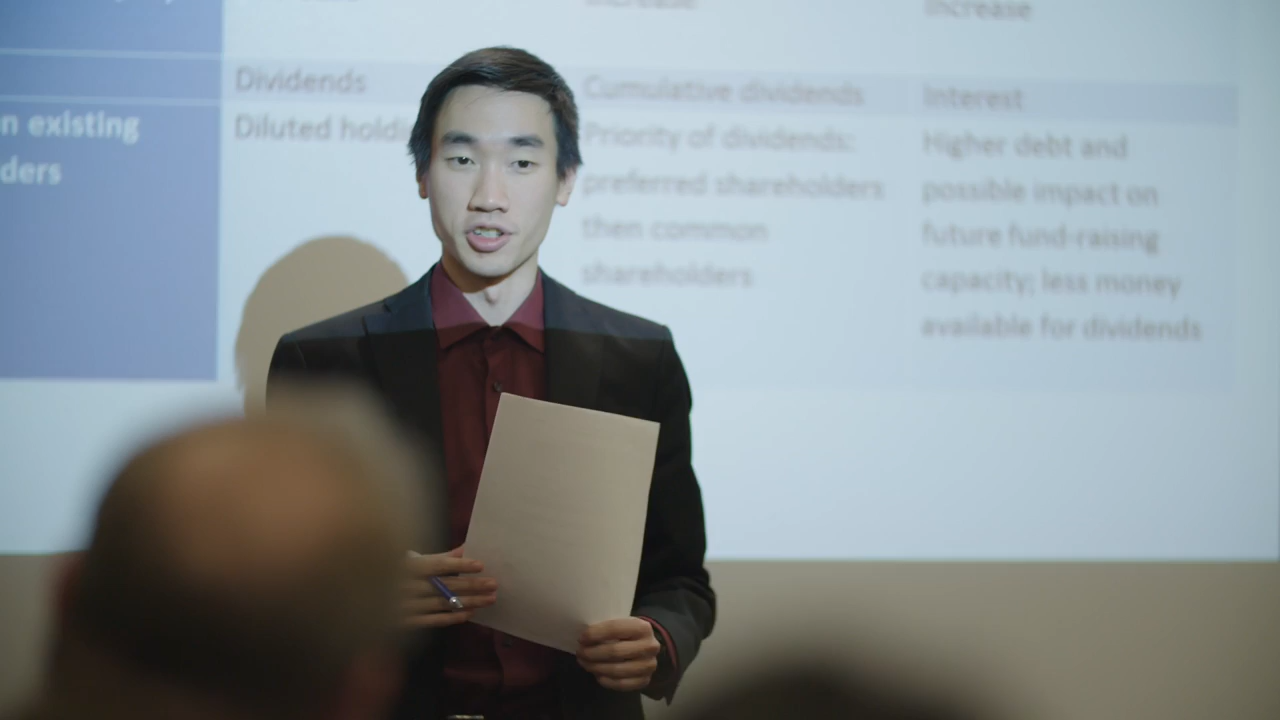 Increase
Increase
Dividends
Cumulative dividends
Interest
n existing
ders
Diluted holdi
Priority of dividends:
preferred shareholders
then common
shareholders
Higher debt and
possible impact on
future fund-raising
capacity; less money
available for dividends